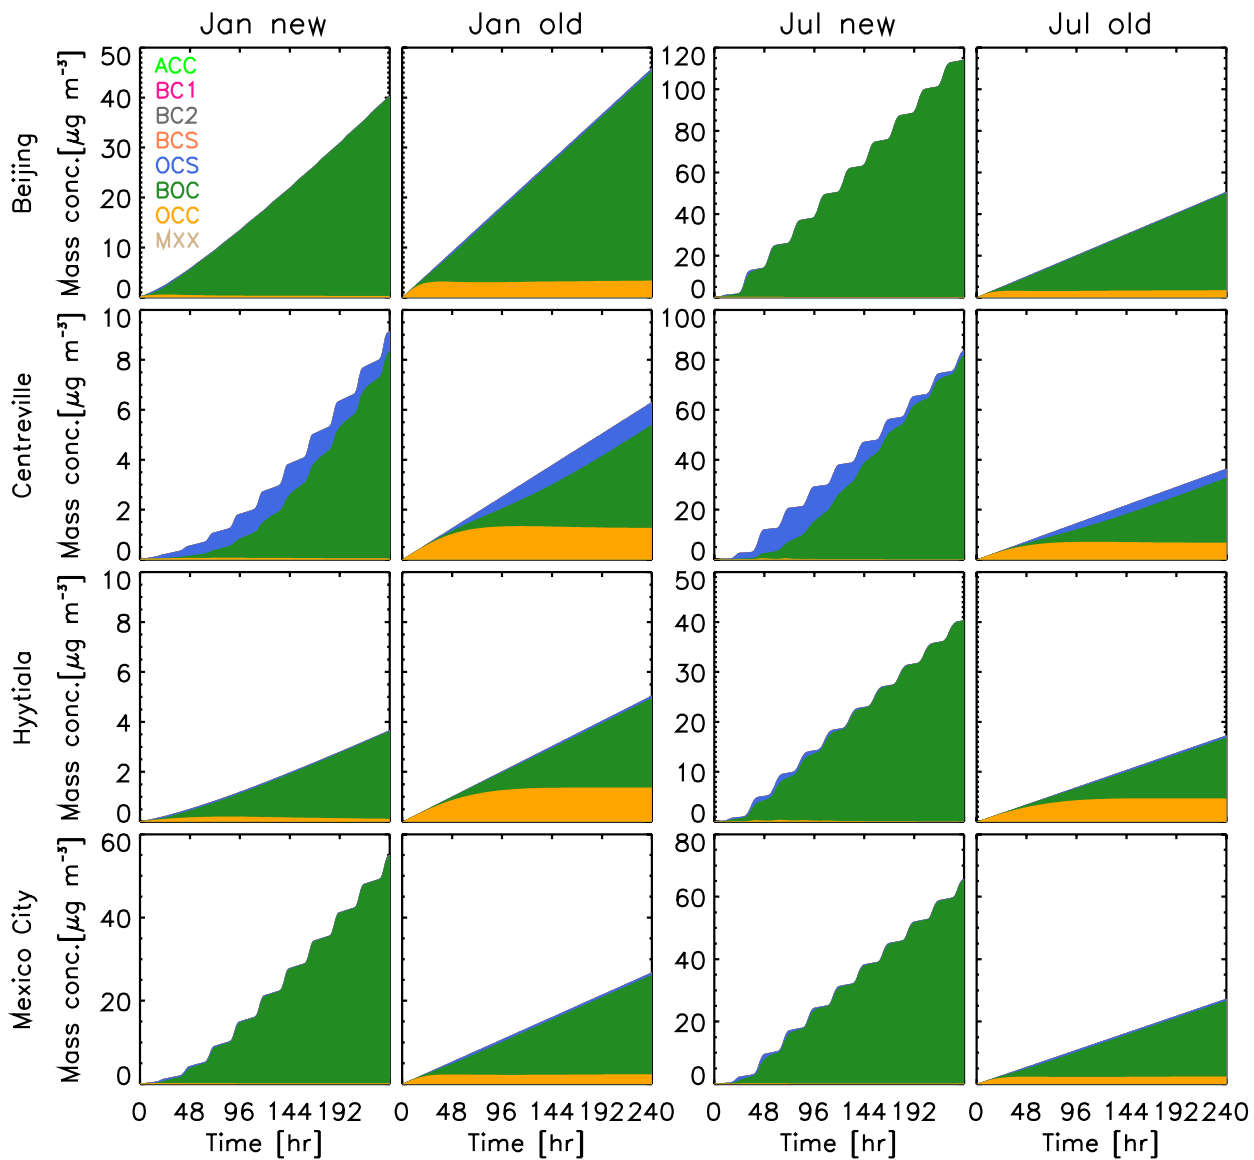 Jan new Jan old Jul new Jul old
Beijing
Mass conc.[μg m⁻³]
50
40
30
20
10
0
ACC
BC1
BC2
BCS
OCS
BOC
OCC
MXX
120
100
80
60
40
20
0
Centreville
Mass conc.[μg m⁻³]
10
8
6
4
2
0
100
80
60
40
20
0
Hyytiala
Mass conc.[μg m⁻³]
10
8
6
4
2
0
50
40
30
20
10
0
Mexico City
Mass conc.[μg m⁻³]
60
40
20
0
80
60
40
20
0
0 48 96 144 192 0 48 96 144 192 240 0 48 96 144 192 0 48 96 144 192 240
Time [hr] Time [hr] Time [hr] Time [hr]